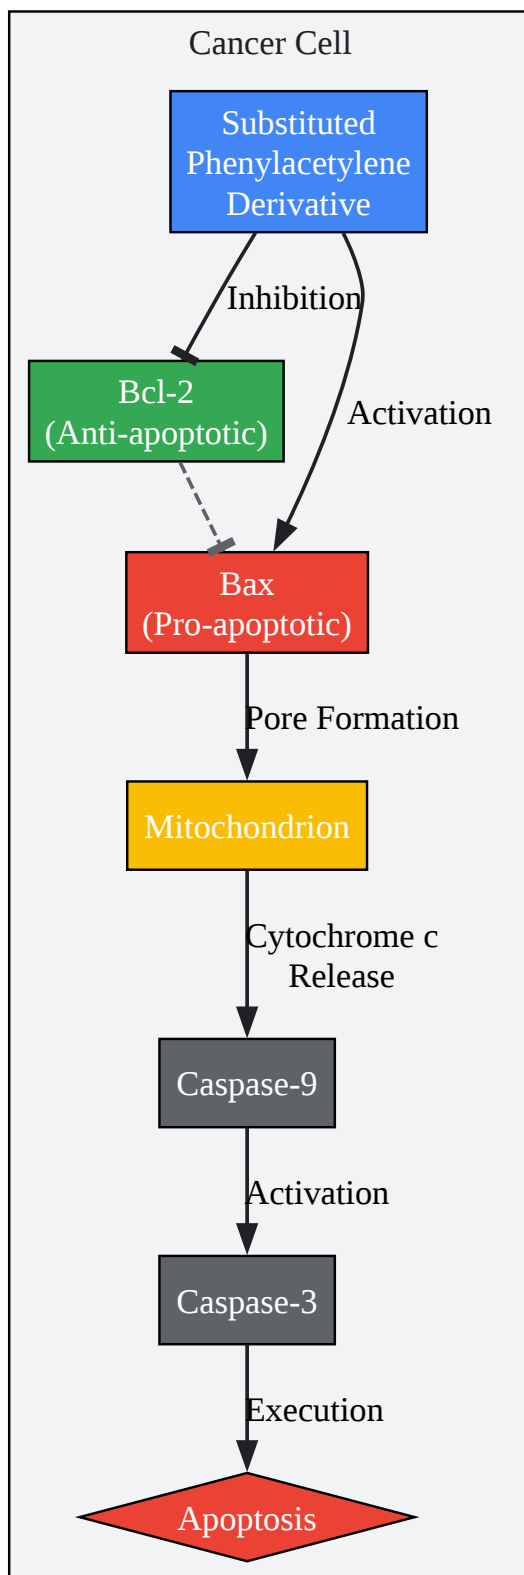 Cancer Cell
Substituted
Phenylacetylene
Derivative
Inhibition
Bcl-2
(Anti-apoptotic)
Activation
Bax
(Pro-apoptotic)
Pore Formation
Mitochondrion
Cytochrome c
Release
Caspase-9
Activation
Caspase-3
Execution
Apoptosis